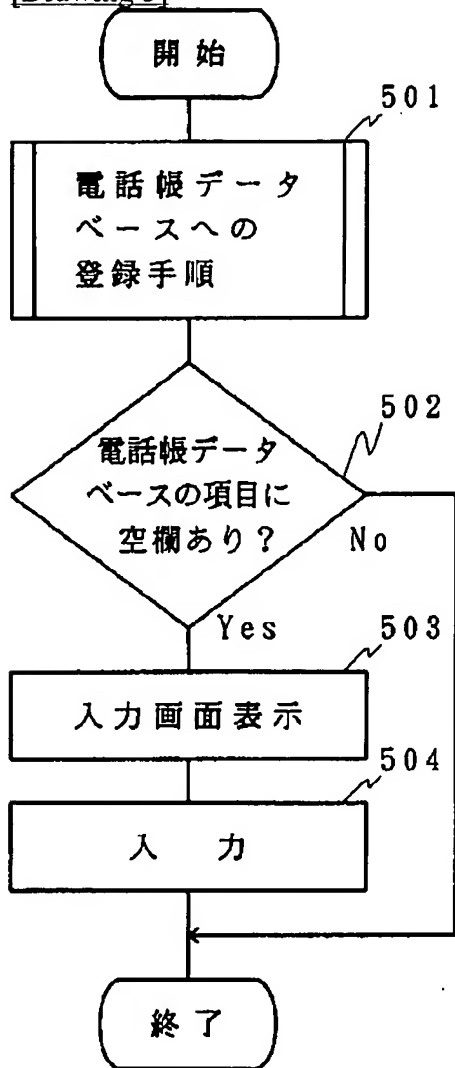 開始
501
電話帳データ
ベースへの
登録手順
502
電話帳データ
ベースの項目に
空欄あり？
No
Yes
503
入力画面表示
504
入力
終了